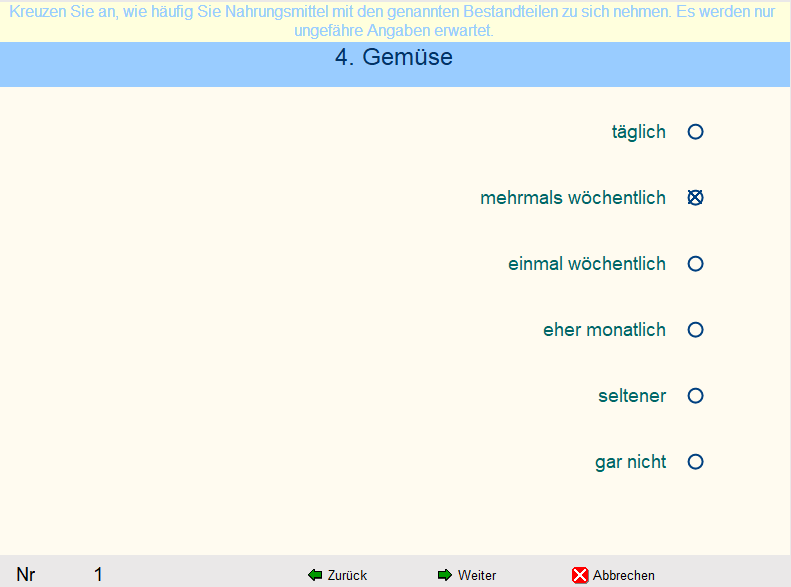 Kreuzen Sie an, wie häufig Sie Nahrungsmittel mit den genannten Bestandteilen zu sich nehmen. Es werden nur
ungefähre Angaben erwartet.
4. Gemüse
täglich
mehrmals wöchentlich
einmal wöchentlich
eher monatlich
seltener
gar nicht
Nr 1 Zurück Weiter Abbrechen